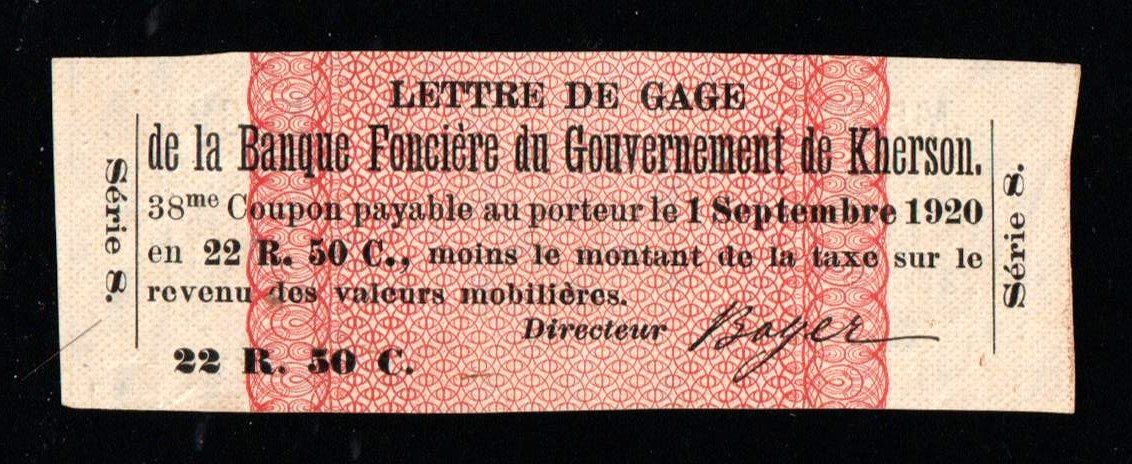 LETTRE DE GAGE
de la Banque Foncière du Gouvernement de Kherson.
38me Coupon payable au porteur le 1 Septembre 1920
en 22 R. 50 C., moins le montant de la taxe sur le
revenu des valeurs mobilières.
Directeur Boyer
22 R. 50 C.
Série 8.
Série 8.